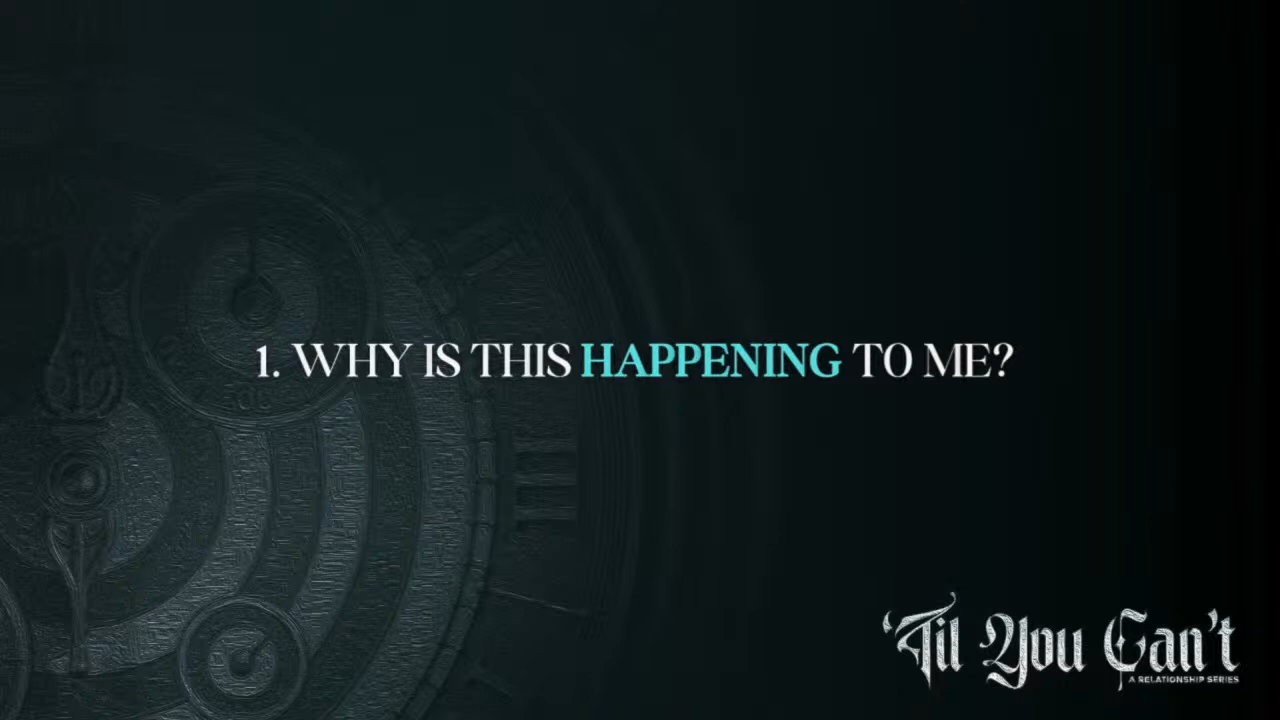 1. WHY IS THIS HAPPENING TO ME?
'Til You Can't
A RELATIONSHIP SERIES